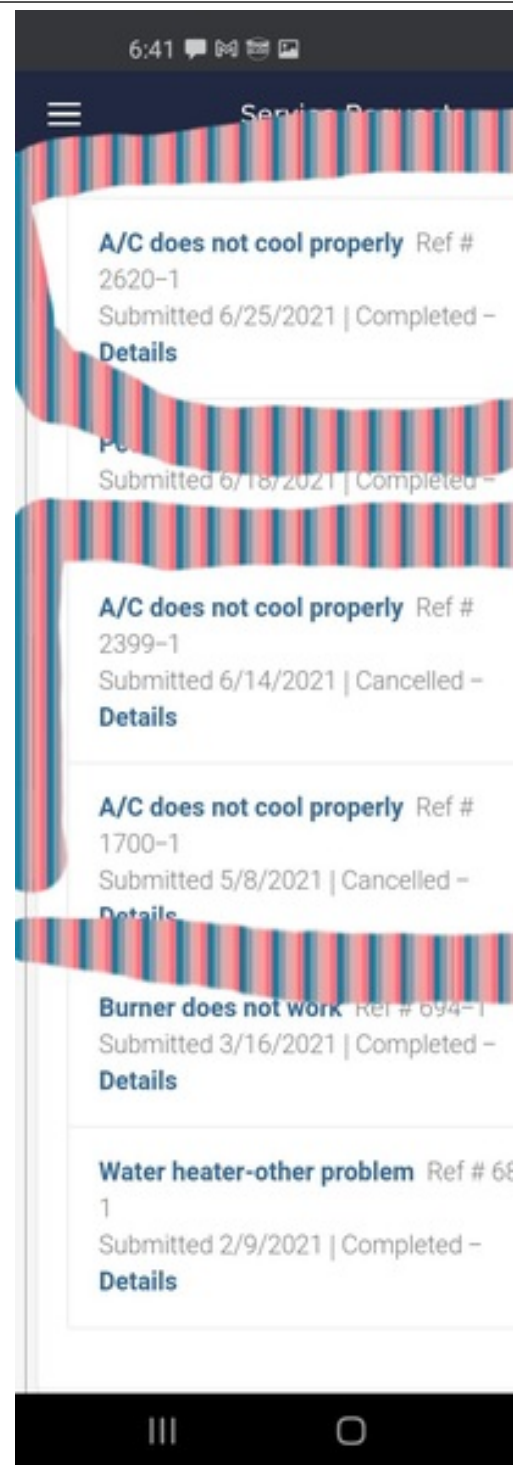 6:41
Service Requests
A/C does not cool properly Ref #
2620-1
Submitted 6/25/2021 | Completed –
Details
Submitted 6/18/2021 | Completed –
A/C does not cool properly Ref #
2399-1
Submitted 6/14/2021 | Cancelled –
Details
A/C does not cool properly Ref #
1700-1
Submitted 5/8/2021 | Cancelled –
Details
Burner does not work Ref # 694-1
Submitted 3/16/2021 | Completed –
Details
Water heater-other problem Ref # 68
1
Submitted 2/9/2021 | Completed –
Details